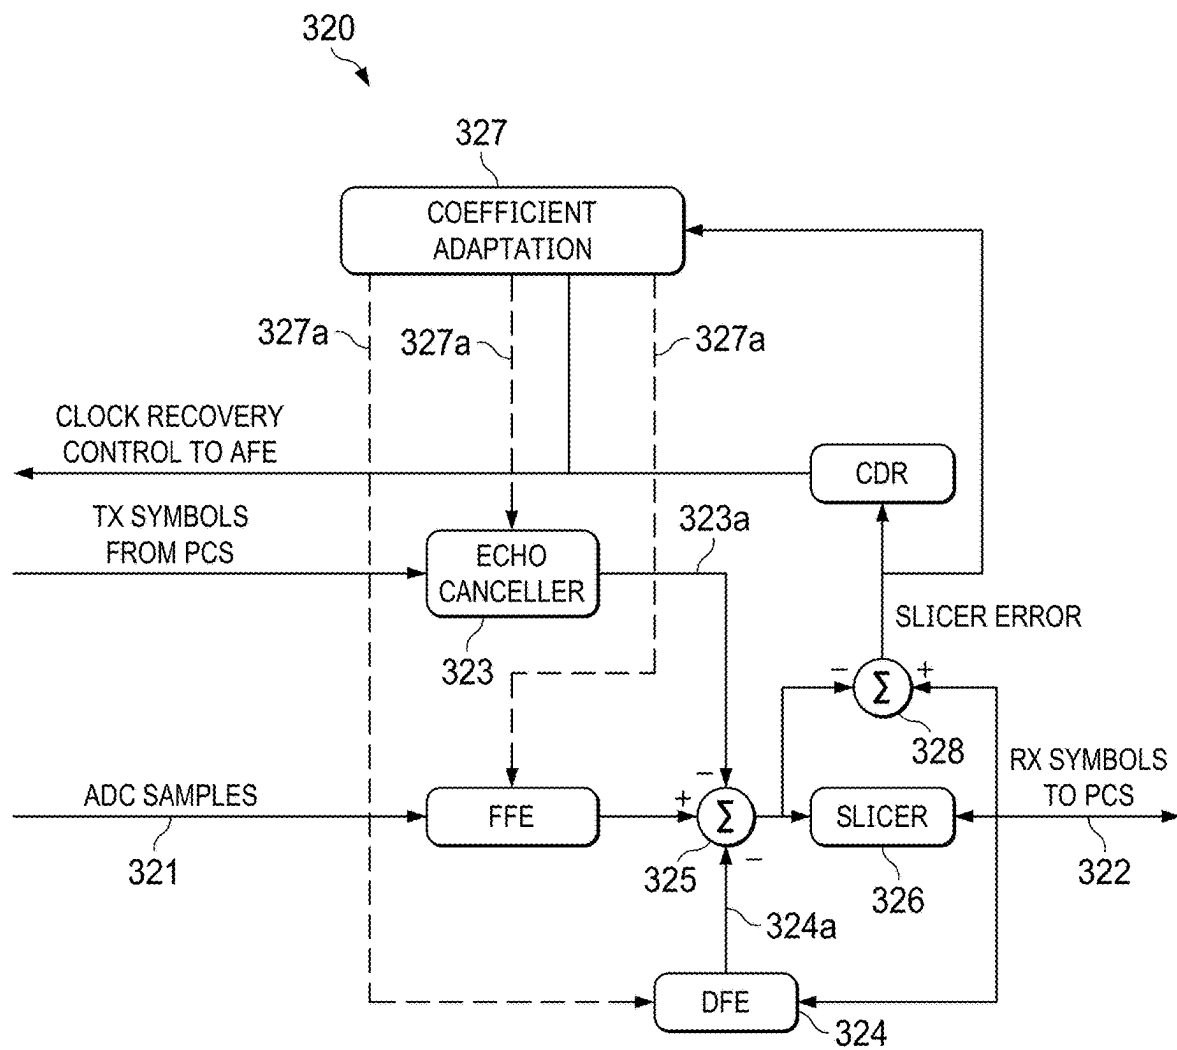 320
327
COEFFICIENT
ADAPTATION
327a
327a
327a
CLOCK RECOVERY
CONTROL TO AFE
CDR
TX SYMBOLS
FROM PCS
323a
ECHO
CANCELLER
323
SLICER ERROR
− Σ +
328
RX SYMBOLS
TO PCS
ADC SAMPLES
321
FFE
−
+
Σ
−
325
SLICER
326
322
324a
DFE
324